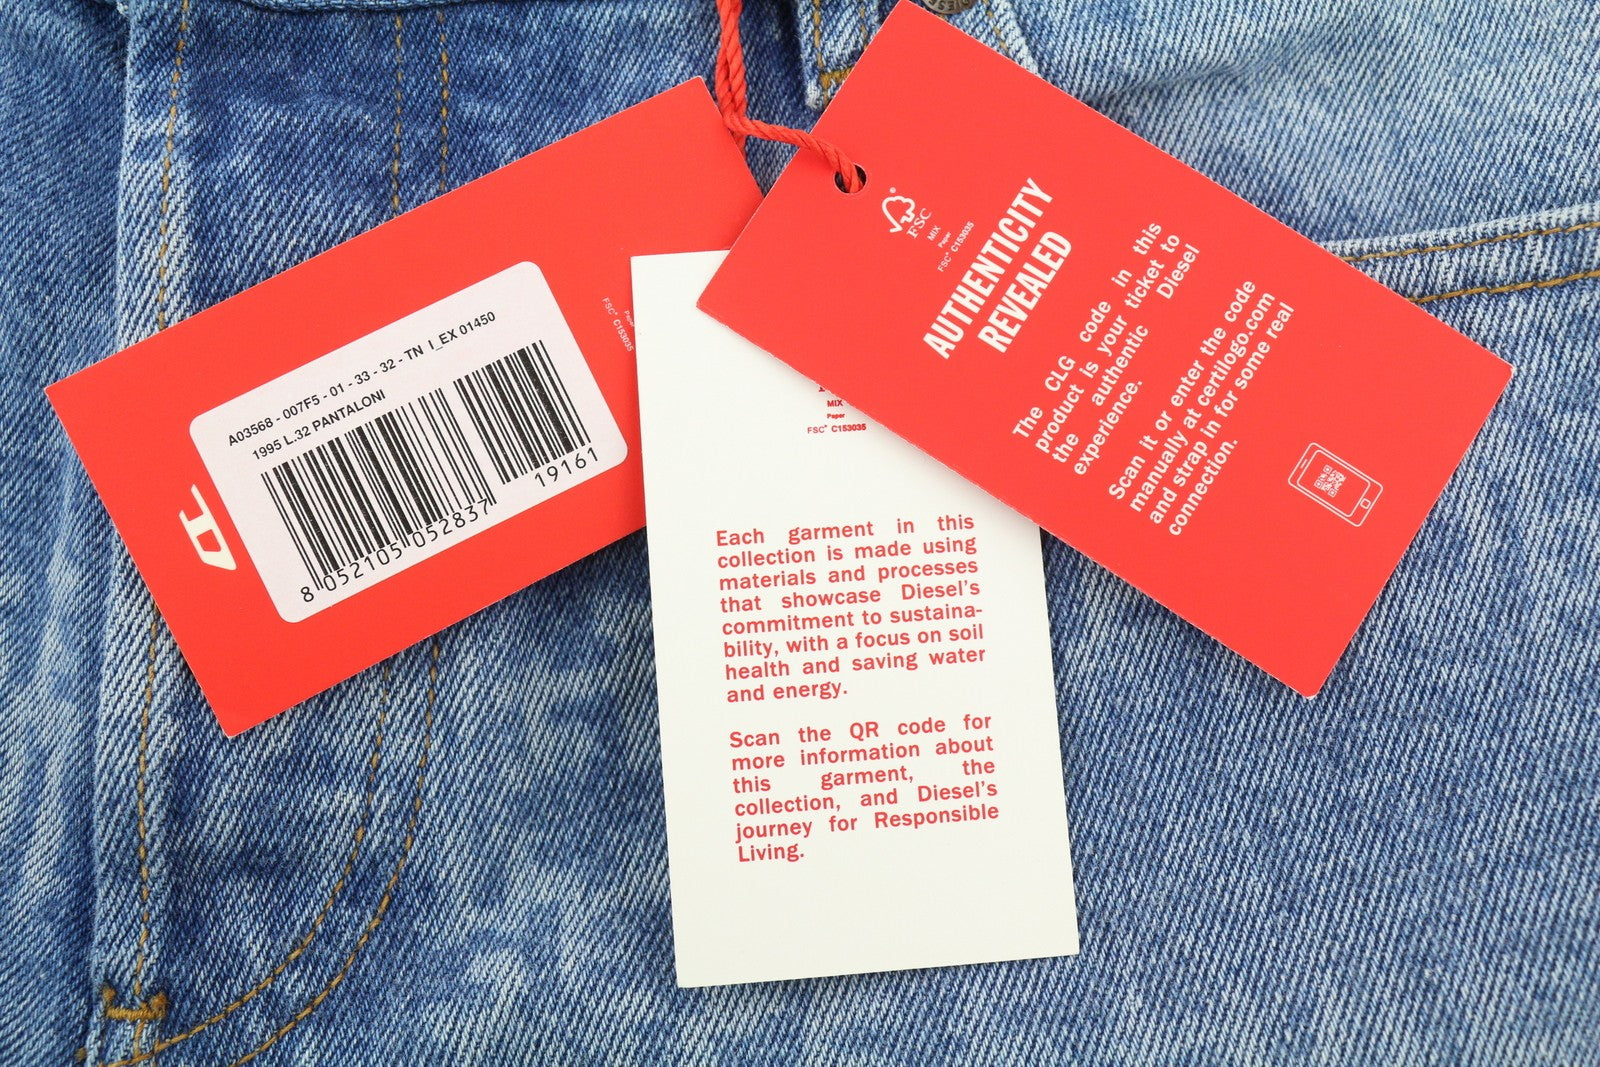 A03568 - 007F5 - 01 - 33 - 32 - TN I_EX 01450
1995 L.32 PANTALONI
8 052105 052837
19161
D
FSC® C153035
Paper
MIX
Paper
FSC® C153035
Each garment in this
collection is made using
materials and processes
that showcase Diesel's
commitment to sustaina-
bility, with a focus on soil
health and saving water
and energy.
Scan the QR code for
more information about
this garment, the
collection, and Diesel's
journey for Responsible
Living.
FSC
MIX
Paper
FSC® C153035
AUTHENTICITY
REVEALED
The CLG code in this
product is your ticket to
the authentic Diesel
experience.
Scan it or enter the code
manually at certilogo.com
and strap in for some real
connection.
DIESEL